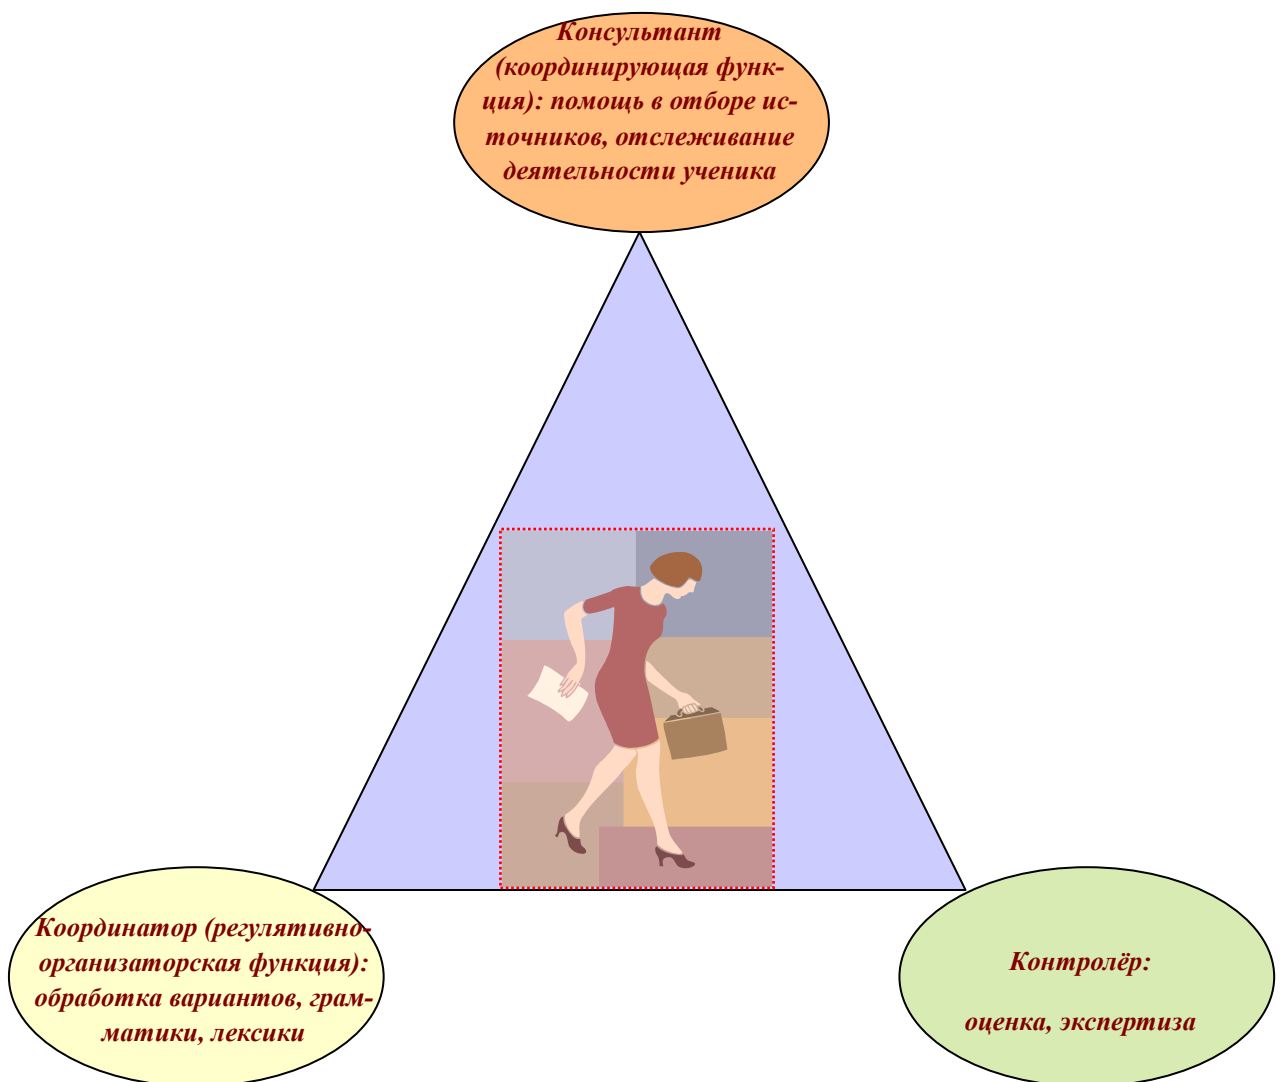 Консультант
(координирующая функ-
ция): помощь в отборе ис-
точников, отслеживание
деятельности ученика
Координатор (регулятивно-
организаторская функция):
обработка вариантов, грам-
матики, лексики
Контролёр:
оценка, экспертиза